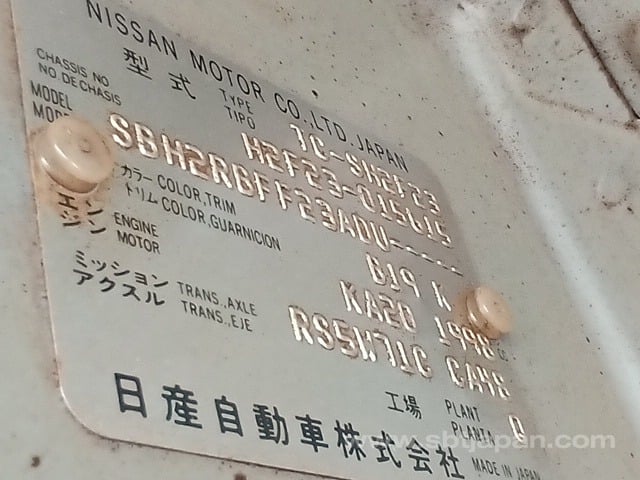 NISSAN MOTOR CO.,LTD. JAPAN
型式 TYPE TIPO TC-SH2F23
CHASSIS NO
NO. DE CHASIS H2F23-015615
MODEL SBH2RBFF23ADU-----
カラー COLOR,TRIM
トリム COLOR,GUARNICION B19 K
エンジン ENGINE MOTOR KA20 1998 cc
ミッション TRANS.,AXLE
アクスル TRANS.,EJE RS5W71C CA48
工場 PLANT PLANTA
日産自動車株式会社 MADE IN JAPAN
www.sbtjapan.com